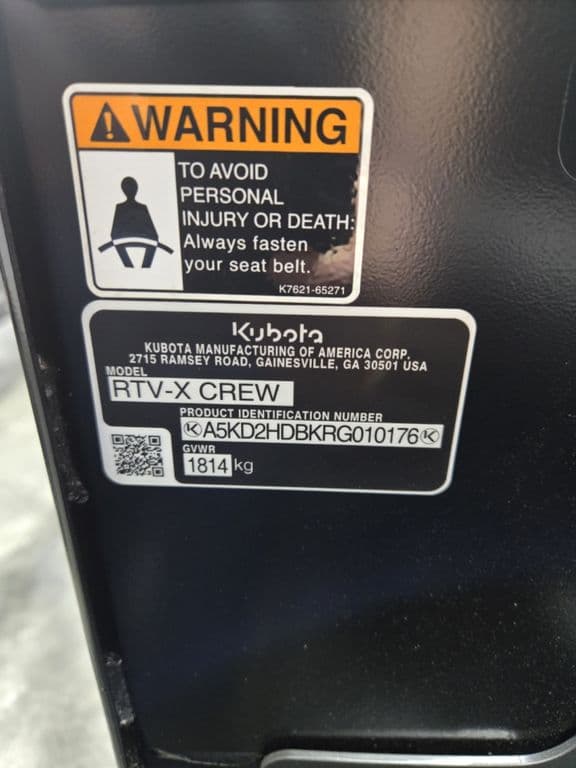 WARNING
TO AVOID
PERSONAL
INJURY OR DEATH:
Always fasten
your seat belt.
K7621-65271
Kubota
KUBOTA MANUFACTURING OF AMERICA CORP.
2715 RAMSEY ROAD, GAINESVILLE, GA 30501 USA
MODEL
RTV-X CREW
PRODUCT IDENTIFICATION NUMBER
A5KD2HDBKRG010176
GVWR
1814 kg